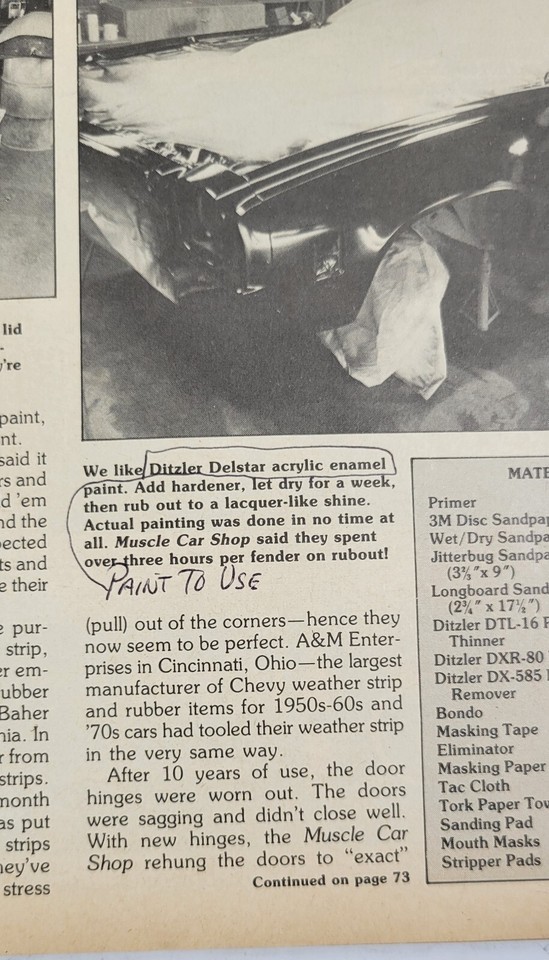 lid
y're
paint,
nt.
said it
rs and
d 'em
nd the
pected
ts and
e their
e pur-
strip,
er em-
ubber
Baher
nia. In
r from
strips.
month
as put
strips
hey've
stress
We like Ditzler Delstar acrylic enamel
paint. Add hardener, let dry for a week,
then rub out to a lacquer-like shine.
Actual painting was done in no time at
all. Muscle Car Shop said they spent
over three hours per fender on rubout!
PAINT TO USE
(pull) out of the corners—hence they
now seem to be perfect. A&M Enter-
prises in Cincinnati, Ohio—the largest
manufacturer of Chevy weather strip
and rubber items for 1950s-60s and
'70s cars had tooled their weather strip
in the very same way.
After 10 years of use, the door
hinges were worn out. The doors
were sagging and didn't close well.
With new hinges, the Muscle Car
Shop rehung the doors to “exact”
Continued on page 73
MATE
Primer
3M Disc Sandpap
Wet/Dry Sandpa
Jitterbug Sandpa
(3⅔"x 9")
Longboard Sand
(2¾" x 17½")
Ditzler DTL-16 P
Thinner
Ditzler DXR-80
Ditzler DX-585
Remover
Bondo
Masking Tape
Eliminator
Masking Paper
Tac Cloth
Tork Paper Tow
Sanding Pad
Mouth Masks
Stripper Pads